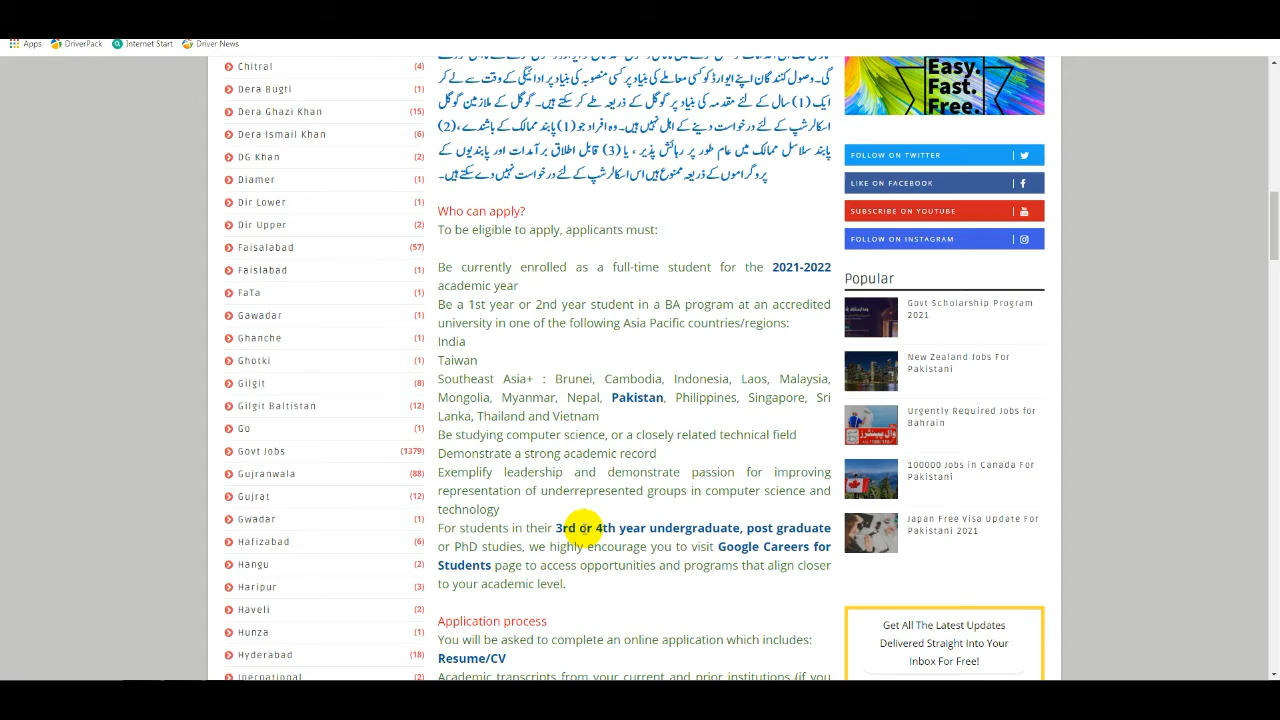 Apps DriverPack Internet Start Driver News
Chitral (4)
Dera Bugti (1)
Dera Ghazi Khan (15)
Dera Ismail Khan (6)
DG Khan (2)
Diamer (1)
Dir Lower (1)
Dir Upper (2)
Faisalabad (57)
Faislabad (1)
FaTa (1)
Gawadar (1)
Ghanche (1)
Ghotki (1)
Gilgit (8)
Gilgit Baltistan (12)
Go (1)
Govt Jobs (1379)
Gujranwala (88)
Gujrat (12)
Gwadar (1)
Hafizabad (6)
Hangu (2)
Haripur (3)
Haveli (2)
Hunza (1)
Hyderabad (18)
گی۔ وصول کنندگان اپنے ایوارڈ کو کسی معاملے کی بنیاد پر کسی منصوبہ کی بنیاد پر ادائیگی کے وقت سے لے کر
ایک (1) سال کے لئے مقدمہ کی بنیاد پر گوگل کے ذریعہ طے کر سکتے ہیں۔ گوگل کے ملازمین گوگل
اسکالرشپ کے لئے درخواست دینے کے اہل نہیں ہیں۔ وہ افراد جو (1) پابند ممالک کے باشندے ، (2)
پابند سلاسل ممالک میں عام طور پر رہائش پذیر ، یا (3) قابل اطلاق برآمدات اور پابندیوں کے
پروگراموں کے ذریعہ ممنوع ہیں اس اسکالرشپ کے لئے درخواست نہیں دے سکتے ہیں۔
Who can apply?
To be eligible to apply, applicants must:
Be currently enrolled as a full-time student for the 2021-2022
academic year
Be a 1st year or 2nd year student in a BA program at an accredited
university in one of the following Asia Pacific countries/regions:
India
Taiwan
Southeast Asia+ : Brunei, Cambodia, Indonesia, Laos, Malaysia,
Mongolia, Myanmar, Nepal, Pakistan, Philippines, Singapore, Sri
Lanka, Thailand and Vietnam
Be studying computer science, or a closely related technical field
Demonstrate a strong academic record
Exemplify leadership and demonstrate passion for improving
representation of underrepresented groups in computer science and
technology
For students in their 3rd or 4th year undergraduate, post graduate
or PhD studies, we highly encourage you to visit Google Careers for
Students page to access opportunities and programs that align closer
to your academic level.
Application process
You will be asked to complete an online application which includes:
Resume/CV
Academic transcripts from your current and prior institutions (if you
Easy.
Fast.
Free.
FOLLOW ON TWITTER
LIKE ON FACEBOOK
SUBSCRIBE ON YOUTUBE
FOLLOW ON INSTAGRAM
Popular
Govt Scholarship Program
2021
New Zealand Jobs For
Pakistani
Urgently Required Jobs for
Bahrain
100000 Jobs in Canada For
Pakistani
Japan Free Visa Update For
Pakistani 2021
Get All The Latest Updates
Delivered Straight Into Your
Inbox For Free!